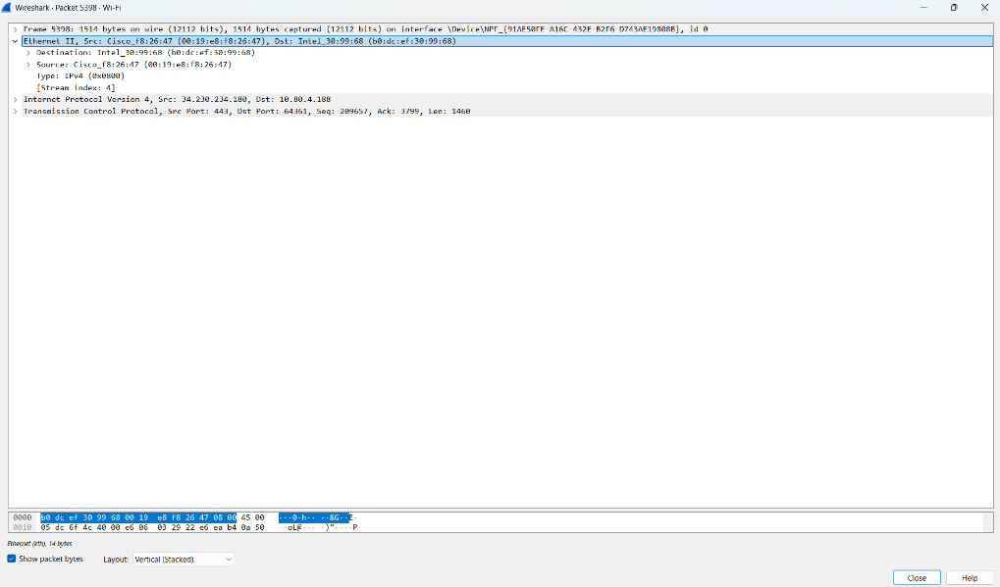 Wireshark · Packet 5398 · Wi-Fi
Frame 5398: 1514 bytes on wire (12112 bits), 1514 bytes captured (12112 bits) on interface \Device\NPF_{91AE50FE-A16C-432E-B2F6-D743AE19808B}, id 0
Ethernet II, Src: Cisco_f8:26:47 (00:19:e8:f8:26:47), Dst: Intel_30:99:68 (b0:dc:ef:30:99:68)
Destination: Intel_30:99:68 (b0:dc:ef:30:99:68)
Source: Cisco_f8:26:47 (00:19:e8:f8:26:47)
Type: IPv4 (0x0800)
[Stream index: 4]
Internet Protocol Version 4, Src: 34.230.234.180, Dst: 10.80.4.188
Transmission Control Protocol, Src Port: 443, Dst Port: 64361, Seq: 209657, Ack: 3799, Len: 1460
0000 b0 dc ef 30 99 68 00 19 e8 f8 26 47 08 00 45 00 ···0·h·· ··&G··E·
0010 05 dc 6f 4c 40 00 e6 06 03 29 22 e6 ea b4 0a 50 ··oL@··· ·)"····P
Ethernet (eth), 14 bytes
Show packet bytes Layout: Vertical (Stacked)
Close Help